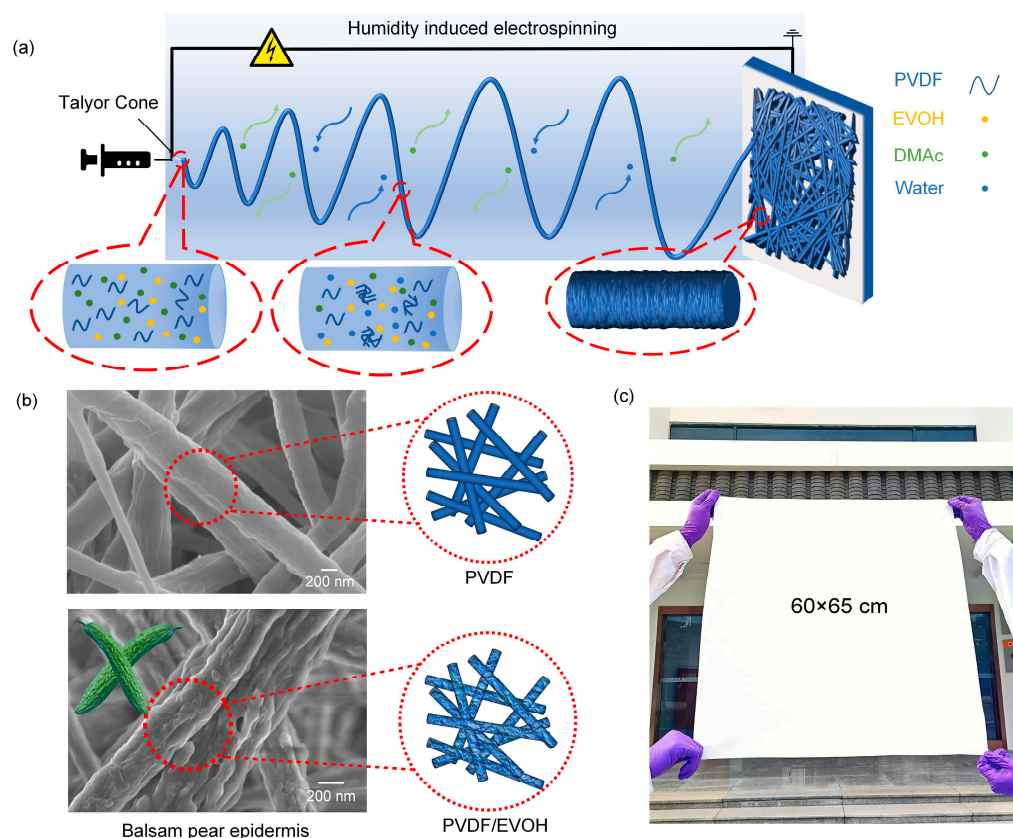 (a)
Humidity induced electrospinning
Talyor Cone
PVDF
EVOH
DMAc
Water
(b)
200 nm
PVDF
200 nm
Balsam pear epidermis
PVDF/EVOH
(c)
60×65 cm